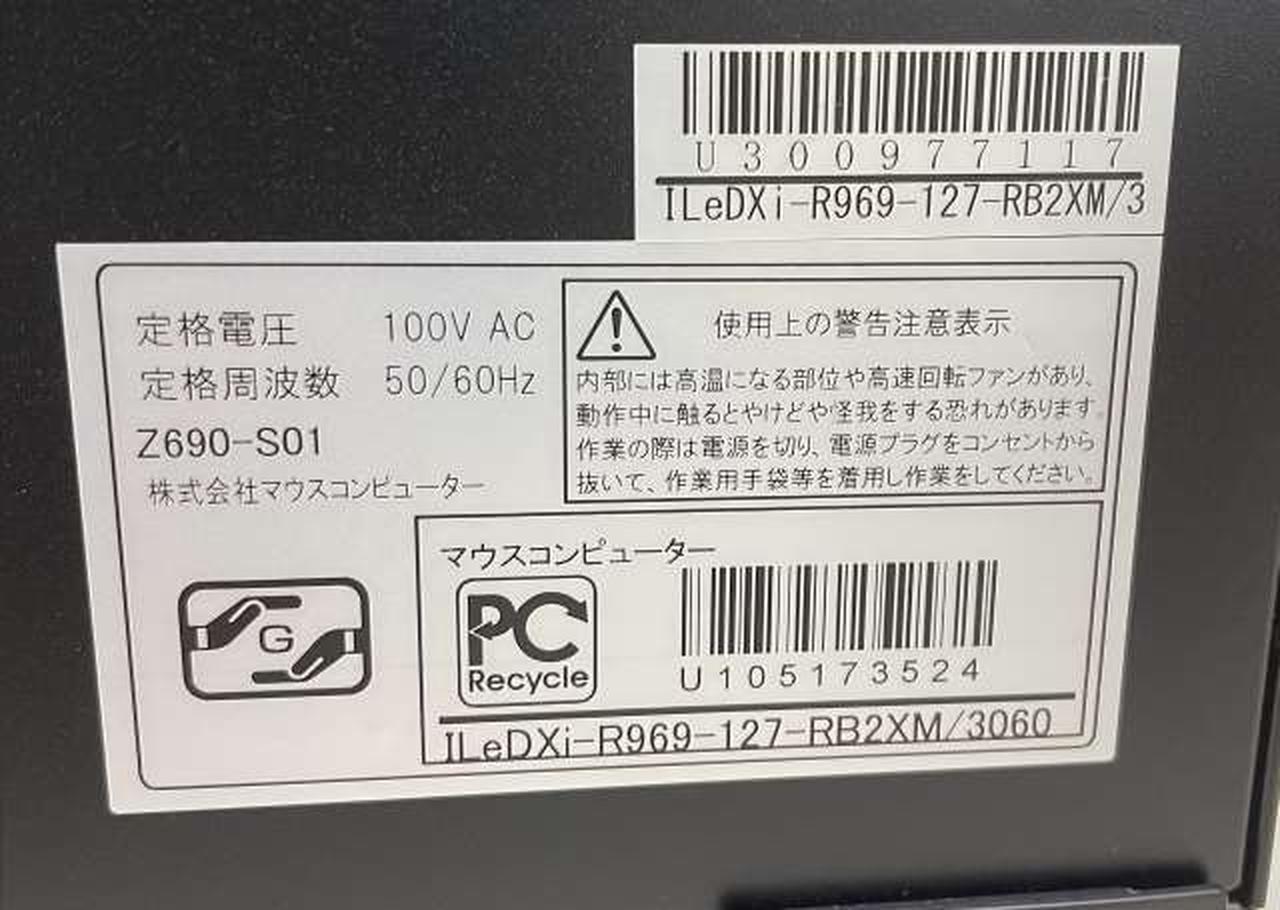 U300977117
ILeDXi-R969-127-RB2XM/3
定格電圧 100V AC
定格周波数 50/60Hz
Z690-S01
株式会社マウスコンピューター
使用上の警告注意表示
内部には高温になる部位や高速回転ファンがあり、
動作中に触るとやけどや怪我をする恐れがあります。
作業の際は電源を切り、電源プラグをコンセントから
抜いて、作業用手袋等を着用し作業をしてください。
G
マウスコンピューター
PC
Recycle
U105173524
ILeDXi-R969-127-RB2XM/3060